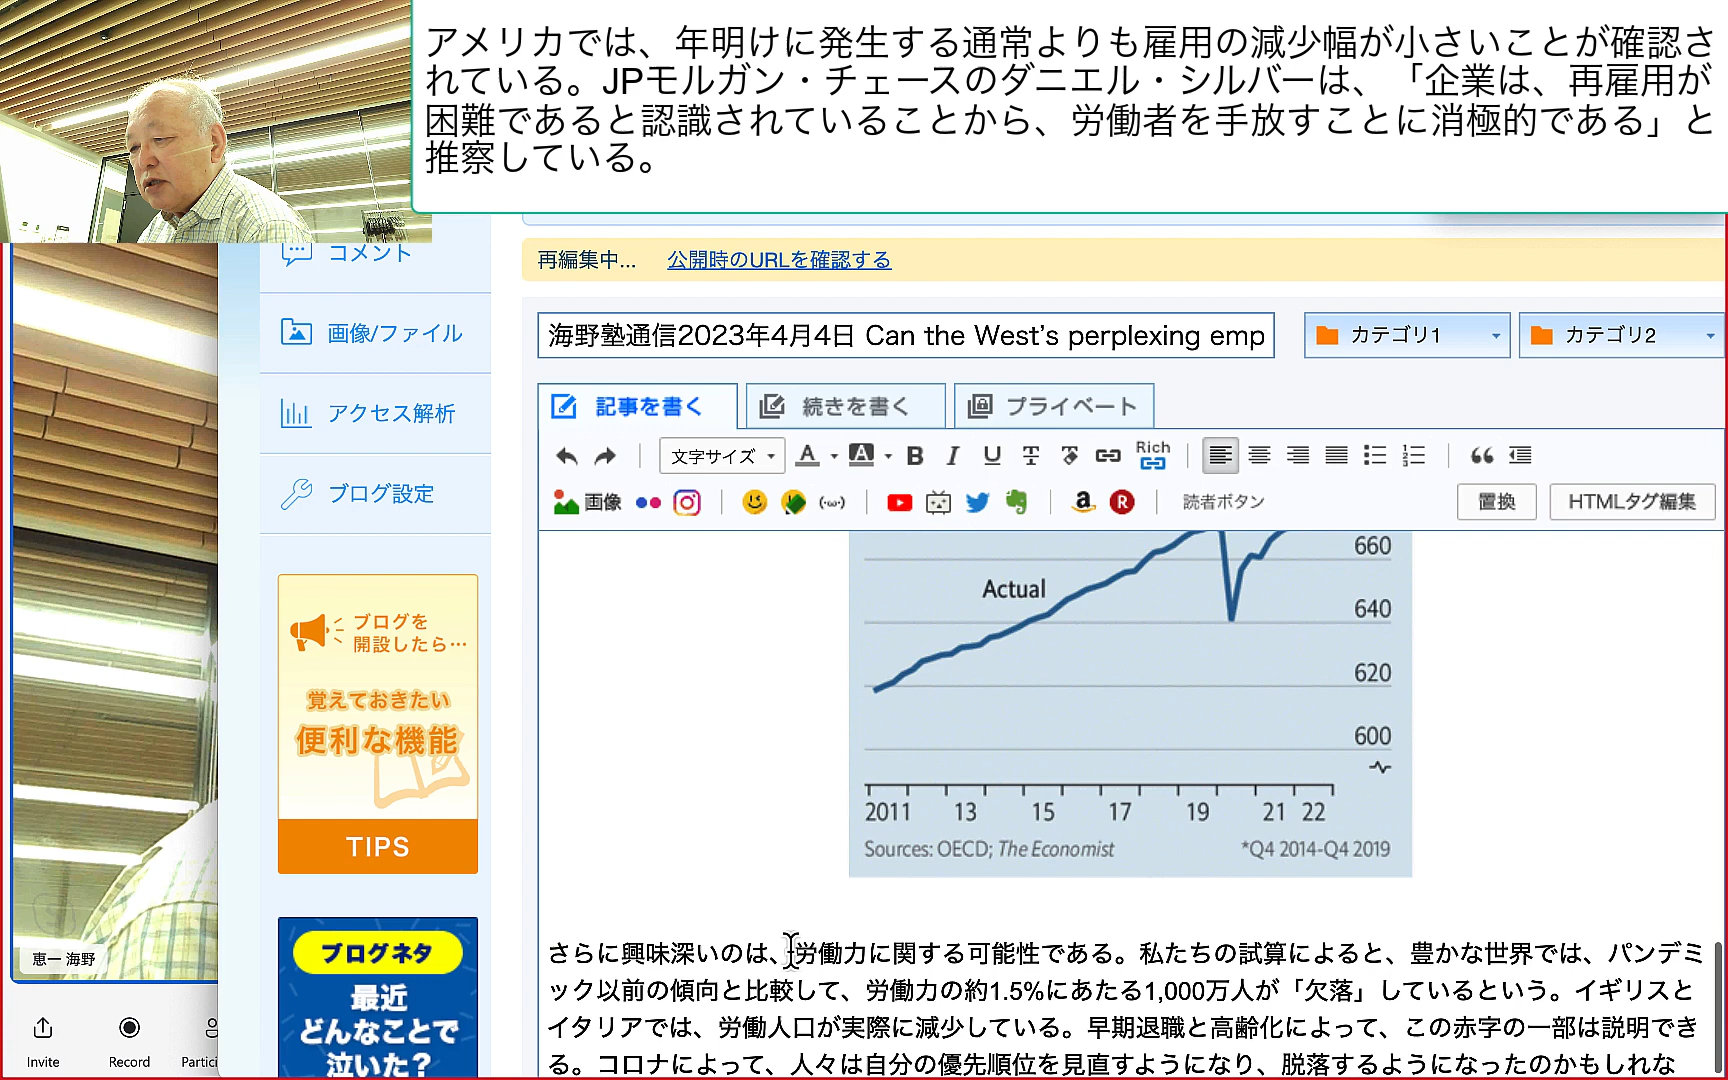 アメリカでは、年明けに発生する通常よりも雇用の減少幅が小さいことが確認さ
れている。JPモルガン・チェースのダニエル・シルバーは、「企業は、再雇用が
困難であると認識されていることから、労働者を手放すことに消極的である」と
推察している。
コメント
画像/ファイル
アクセス解析
ブログ設定
ブログを
開設したら…
覚えておきたい
便利な機能
TIPS
ブログネタ
最近
どんなことで
泣いた?
恵一 海野
Invite
Record
Partici
再編集中... 公開時のURLを確認する
海野塾通信2023年4月4日 Can the West's perplexing emp
カテゴリ1
カテゴリ2
記事を書く
続きを書く
プライベート
文字サイズ A A B I U T Rich
画像 (·ω·) a R 読者ボタン 置換 HTMLタグ編集
660
Actual
640
620
600
2011 13 15 17 19 21 22
Sources: OECD; The Economist *Q4 2014-Q4 2019
さらに興味深いのは、労働力に関する可能性である。私たちの試算によると、豊かな世界では、パンデミ
ック以前の傾向と比較して、労働力の約1.5%にあたる1,000万人が「欠落」しているという。イギリスと
イタリアでは、労働人口が実際に減少している。早期退職と高齢化によって、この赤字の一部は説明でき
る。コロナによって、人々は自分の優先順位を見直すようになり、脱落するようになったのかもしれな